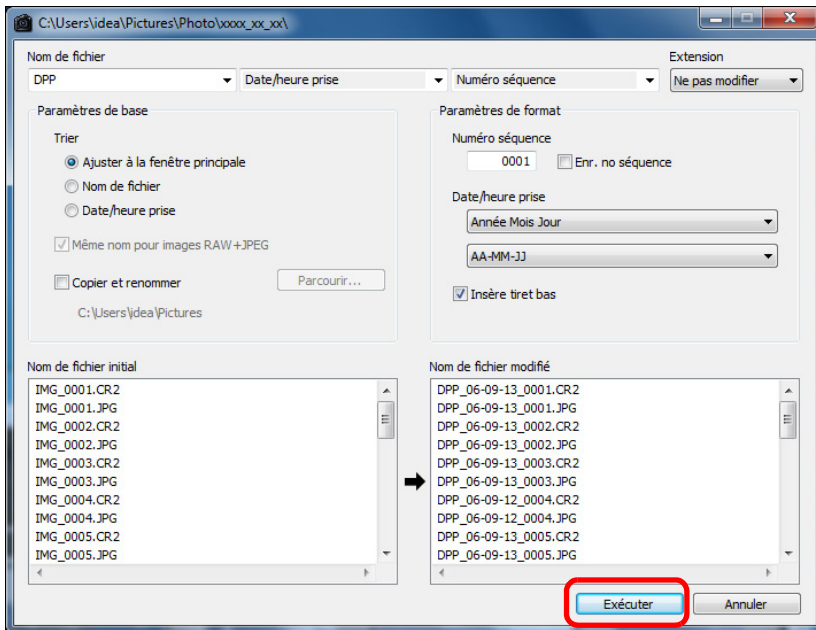 C:\Users\idea\Pictures\Photo\xxxx_xx_xx\
Nom de fichier
Extension
DPP
Date/heure prise
Numéro séquence
Ne pas modifier
Paramètres de base
Trier
Ajuster à la fenêtre principale
Nom de fichier
Date/heure prise
Même nom pour images RAW+JPEG
Copier et renommer
Parcourir...
C:\Users\idea\Pictures
Paramètres de format
Numéro séquence
0001
Enr. no séquence
Date/heure prise
Année Mois Jour
AA-MM-JJ
Insère tiret bas
Nom de fichier initial
IMG_0001.CR2
IMG_0001.JPG
IMG_0002.CR2
IMG_0002.JPG
IMG_0003.CR2
IMG_0003.JPG
IMG_0004.CR2
IMG_0004.JPG
IMG_0005.CR2
IMG_0005.JPG
Nom de fichier modifié
DPP_06-09-13_0001.CR2
DPP_06-09-13_0001.JPG
DPP_06-09-13_0002.CR2
DPP_06-09-13_0002.JPG
DPP_06-09-13_0003.CR2
DPP_06-09-13_0003.JPG
DPP_06-09-12_0004.CR2
DPP_06-09-12_0004.JPG
DPP_06-09-13_0005.CR2
DPP_06-09-13_0005.JPG
Exécuter
Annuler